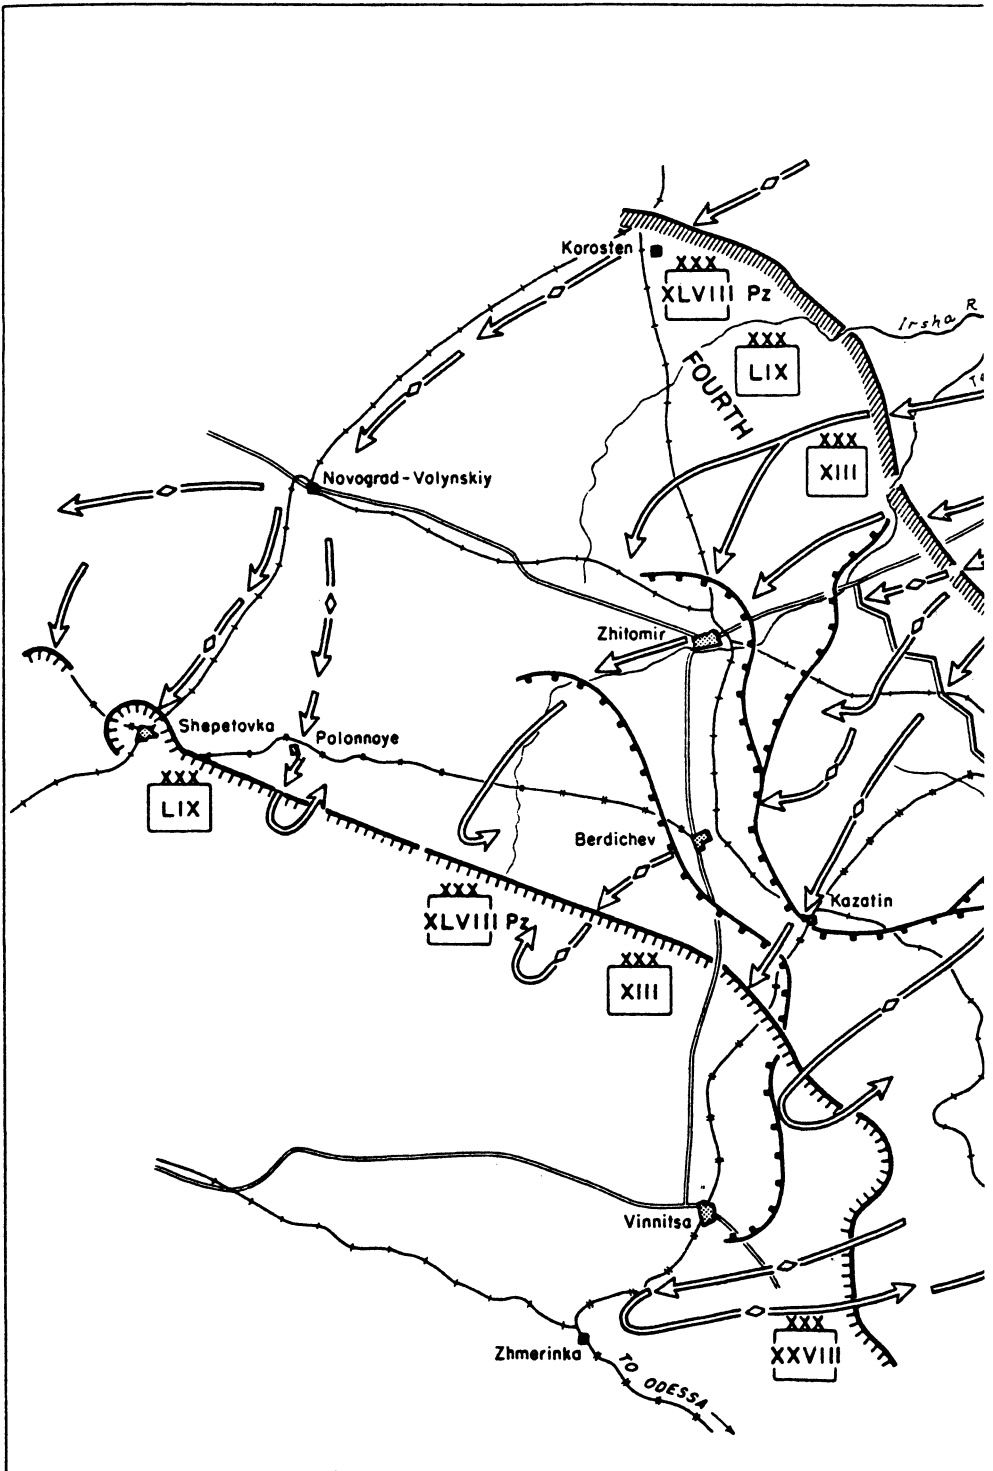 Korosten
XXX
XLVIII Pz
Irsha R
XXX
LIX
FOURTH
XXX
XIII
Novograd-Volynskiy
Zhitomir
Shepetovka
Polonnoye
XXX
LIX
Berdichev
XXX
XLVIII Pz
Kazatin
XXX
XIII
Vinnitsa
XXX
XXVIII
Zhmerinka
TO ODESSA